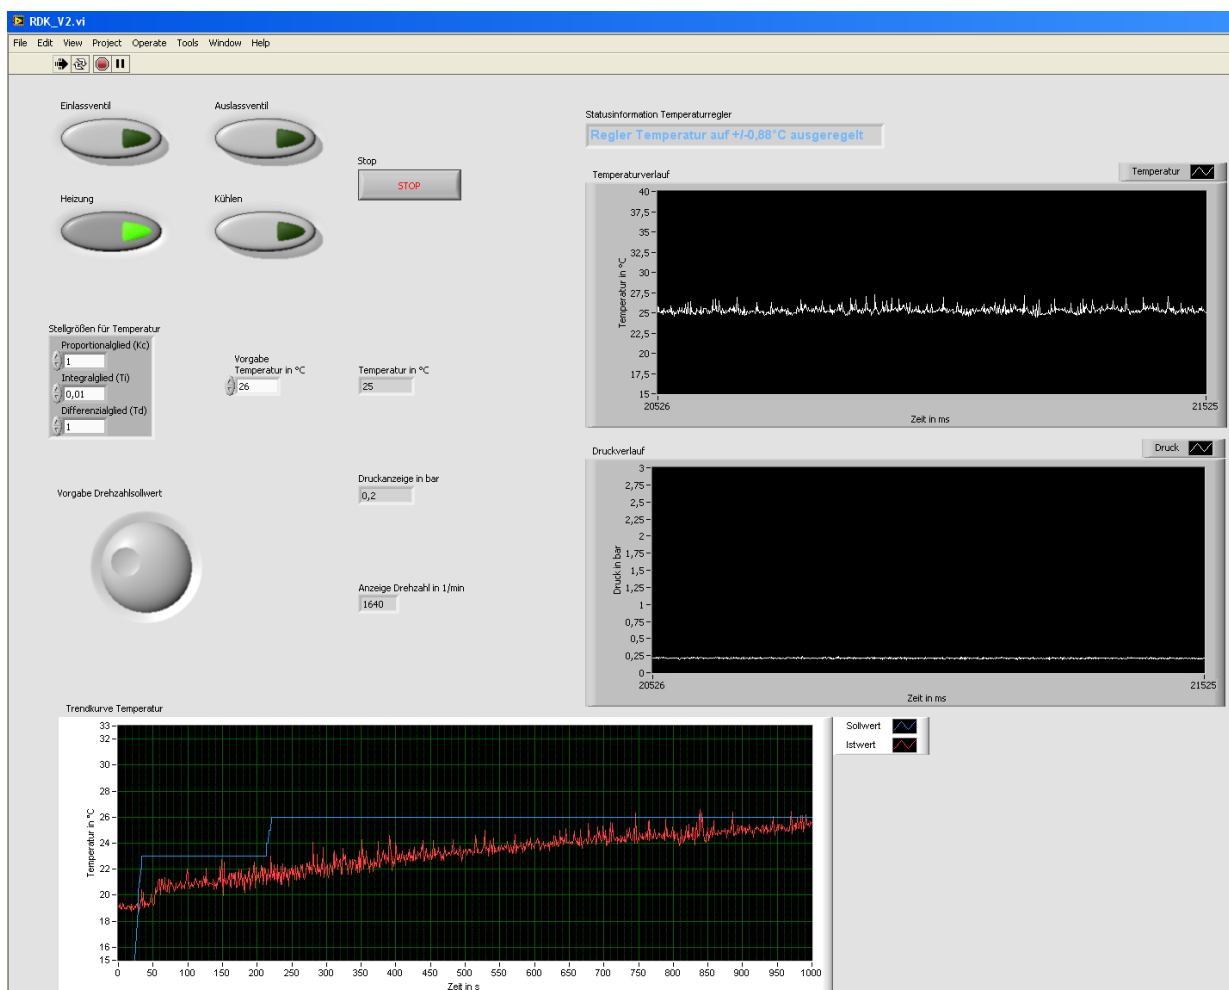 RDK_V2.vi
File Edit View Project Operate Tools Window Help
Einlassventil
Auslassventil
Stop
STOP
Heizung
Kühlen
Statusinformation Temperaturregler
Regler Temperatur auf +/-0,88°C ausgeregelt
Temperaturverlauf
Temperatur
Temperatur in °C
40
37,5
35
32,5
30
27,5
25
22,5
20
17,5
15
20526
21525
Zeit in ms
Stellgrößen für Temperatur
Proportionalglied (Kc)
1
Integralglied (Ti)
0,01
Differenzialglied (Td)
1
Vorgabe
Temperatur in °C
26
Temperatur in °C
25
Druckverlauf
Druck
Druck in bar
3
2,75
2,5
2,25
2
1,75
1,5
1,25
1
0,75
0,5
0,25
0
20526
21525
Zeit in ms
Druckanzeige in bar
0,2
Vorgabe Drehzahlsollwert
Anzeige Drehzahl in 1/min
1640
Trendkurve Temperatur
Sollwert
Istwert
Temperatur in °C
33
32
30
28
26
24
22
20
18
16
15
0 50 100 150 200 250 300 350 400 450 500 550 600 650 700 750 800 850 900 950 1000
Zeit in s